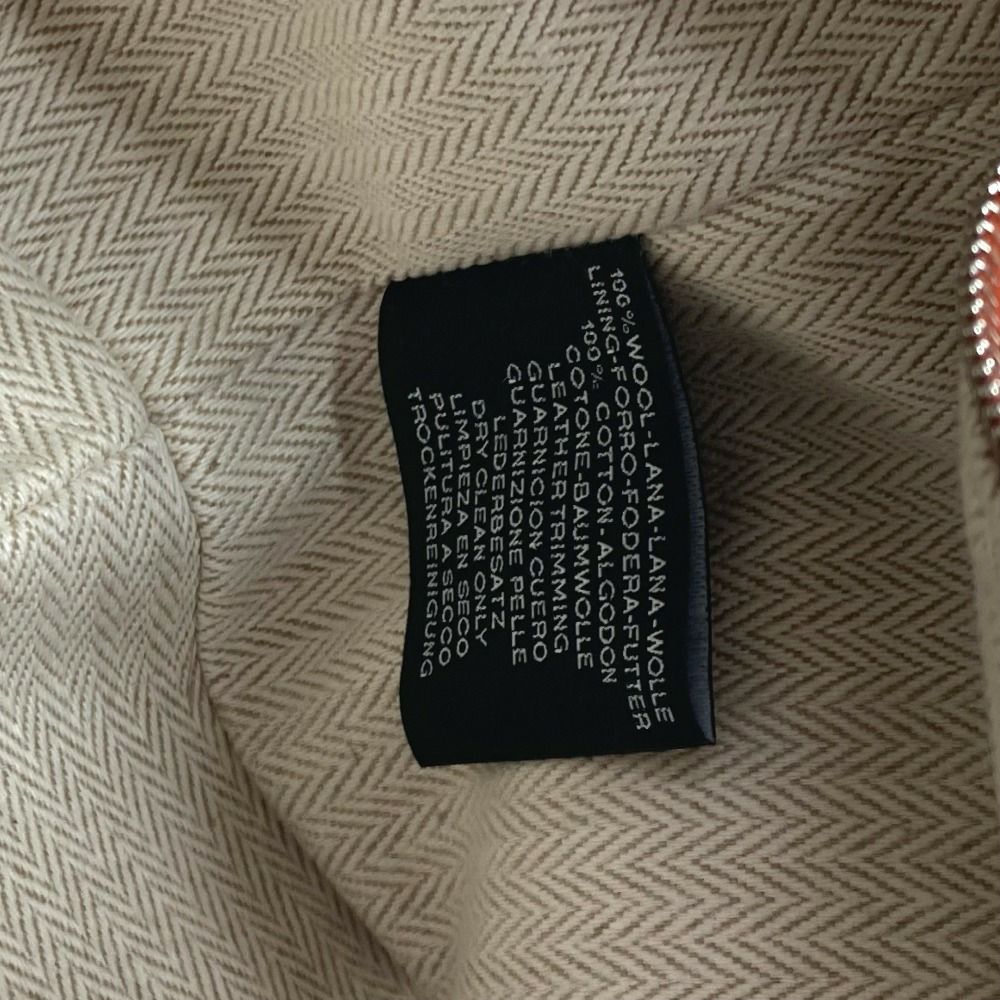 100%WOOL-LANA-LANA-WOLLE
LINING-FORRO-FODERA-FUTTER
100% COTTON-ALGODON
COTONE-BAUMWOLLE
LEATHER TRIMMING
GUARNICION CUERO
GUARNIZIONE PELLE
LEDERBESATZ
DRY CLEAN ONLY
LIMPIEZA EN SECO
PULITURA A SECCO
TROCKENREINIGUNG